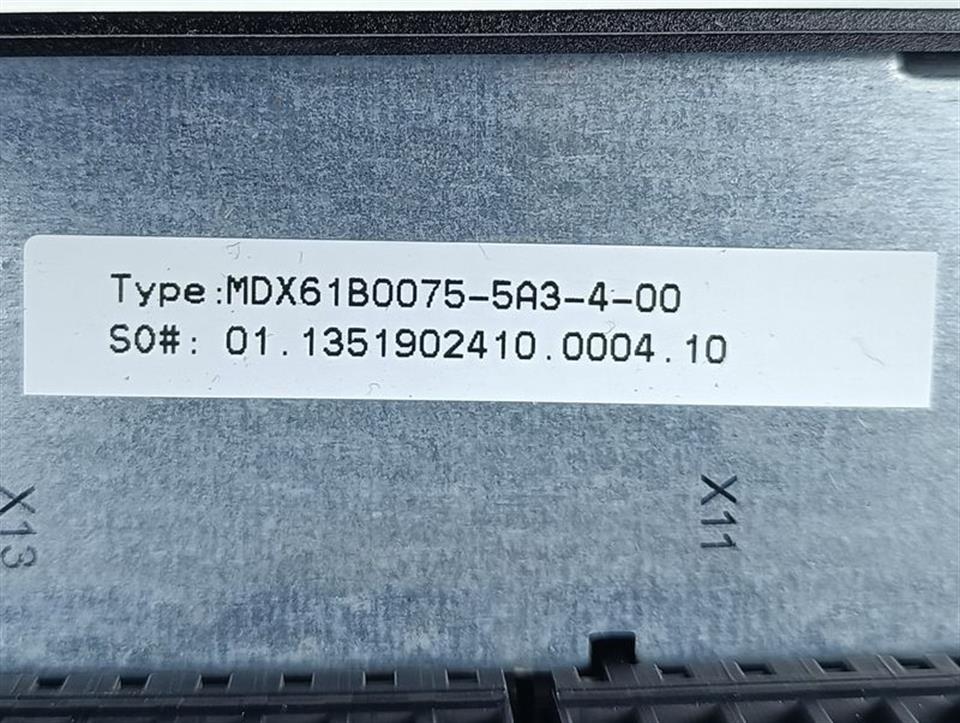 Type:MDX61B0075-5A3-4-00
SO#: 01.1351902410.0004.10
X13
X11